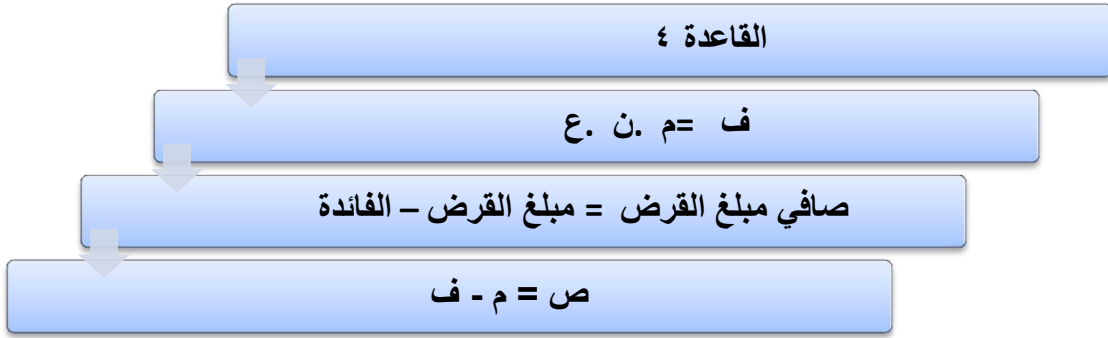 القاعدة ٤
ف =م .ن .ع
صافي مبلغ القرض = مبلغ القرض – الفائدة
ص = م - ف